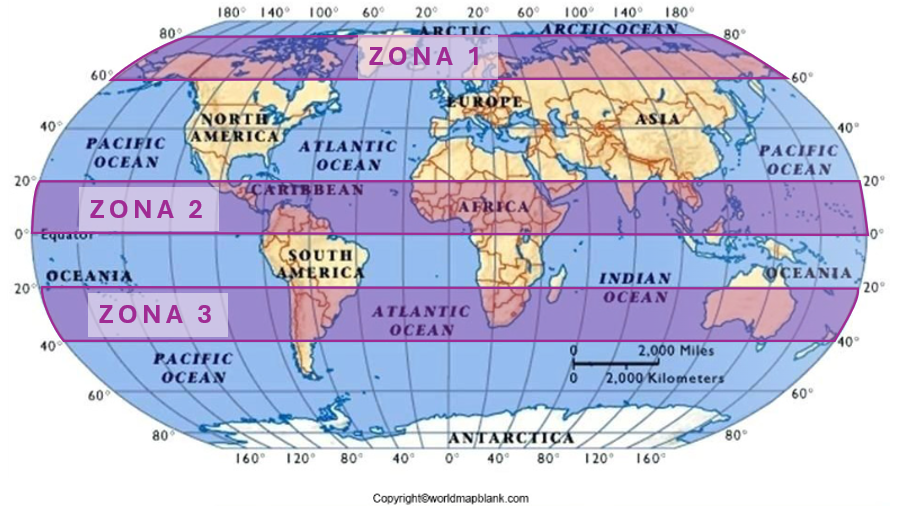 180° 140° 100° 60° 20° 20° 60° 100° 140° 180°
ARCTIC
ARCTIC OCEAN
80°
80°
ZONA 1
60°
60°
EUROPE
NORTH
AMERICA
ASIA
40°
40°
PACIFIC
OCEAN
ATLANTIC
OCEAN
PACIFIC
OCEAN
20°
20°
CARIBBEAN
ZONA 2
AFRICA
0°
Equator
0°
SOUTH
AMERICA
OCEANIA
INDIAN
OCEAN
OCEANIA
20°
20°
ZONA 3
ATLANTIC
OCEAN
40°
40°
PACIFIC
OCEAN
0 2,000 Miles
0 2,000 Kilometers
60°
60°
80°
80°
ANTARCTICA
160° 120° 80° 40° 0° 40° 80° 120° 160°
Copyright©worldmapblank.com